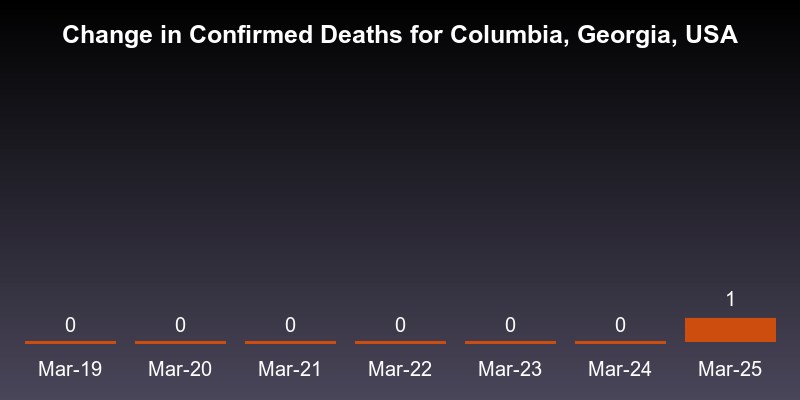 Change in Confirmed Deaths for Columbia, Georgia, USA
0 0 0 0 0 0 1
Mar-19 Mar-20 Mar-21 Mar-22 Mar-23 Mar-24 Mar-25